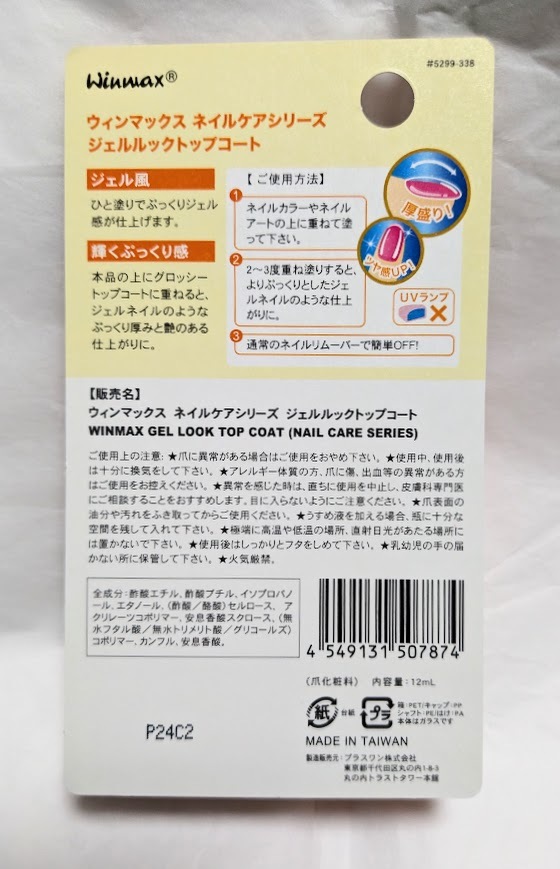 #5299-338
Winmax®
ウィンマックス ネイルケアシリーズ
ジェルルックトップコート
ジェル風
ひと塗りでぷっくりジェル
感が仕上げます。
輝くぷっくり感
本品の上にグロッシー
トップコートに重ねると、
ジェルネイルのような
ぷっくり厚みと艶のある
仕上がりに。
【ご使用方法】
1
ネイルカラーやネイル
アートの上に重ねて塗
って下さい。
2
2〜3度重ね塗りすると、
よりぷっくりとしたジェ
ルネイルのような仕上
がりに。
3
通常のネイルリムーバーで簡単OFF!
厚盛り!
ツヤ感UP!
UVランプ
【販売名】
ウィンマックス ネイルケアシリーズ ジェルルックトップコート
WINMAX GEL LOOK TOP COAT (NAIL CARE SERIES)
ご使用上の注意: ★爪に異常がある場合はご使用をおやめ下さい。★使用中、使用後
は十分に換気をして下さい。★アレルギー体質の方、爪に傷、出血等の異常がある方
はご使用をお控えください。★異常を感じた時は、直ちに使用を中止し、皮膚科専門医
にご相談することをおすすめします。目に入らないようにご注意ください。★爪表面の
油分や汚れをふき取ってからご使用ください。★うすめ液を加える場合、瓶に十分な
空間を残して入れて下さい。★極端に高温や低温の場所、直射日光があたる場所に
は置かないで下さい。★使用後はしっかりとフタをしめて下さい。★乳幼児の手の届
かない所に保管して下さい。★火気厳禁。
全成分: 酢酸エチル, 酢酸ブチル, イソプロパノ
ール, エタノール, (酢酸/酪酸)セルロース, ア
クリレーツコポリマー, 安息香酸スクロース, (無
水フタル酸/無水トリメリト酸/グリコールズ)
コポリマー, カンフル, 安息香酸。
4 549131 507874
(爪化粧料) 内容量: 12mL
紙 台紙
プラ
箱: PET/キャップ: PP
シャフト: PE/はけ: PA
本体はガラスです
P24C2
MADE IN TAIWAN
製造販売元: プラスワン株式会社
東京都千代田区丸の内1-8-3
丸の内トラストタワー本館